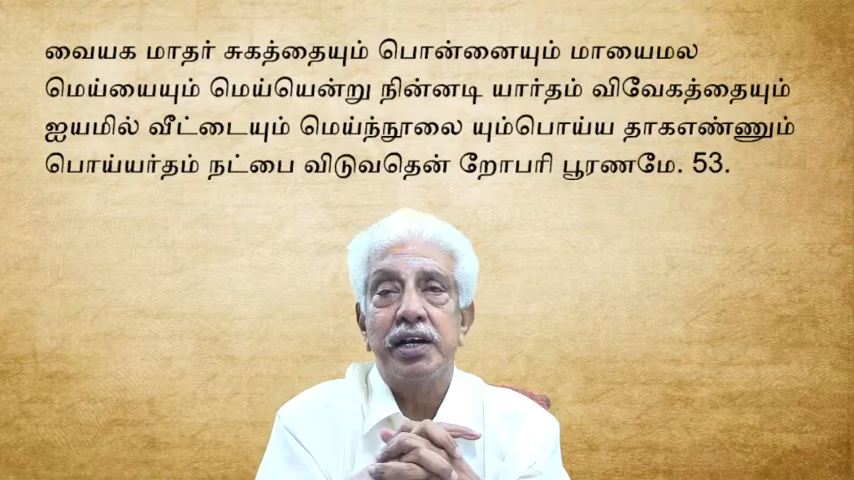 வையக மாதர் சுகத்தையும் பொன்னையும் மாயைமல
மெய்யையும் மெய்யென்று நின்னடி யார்தம் விவேகத்தையும்
ஐயமில் வீட்டையும் மெய்ந்நூலை யும்பொய்ய தாகஎண்ணும்
பொய்யர்தம் நட்பை விடுவதென் றோபரி பூரணமே. 53.